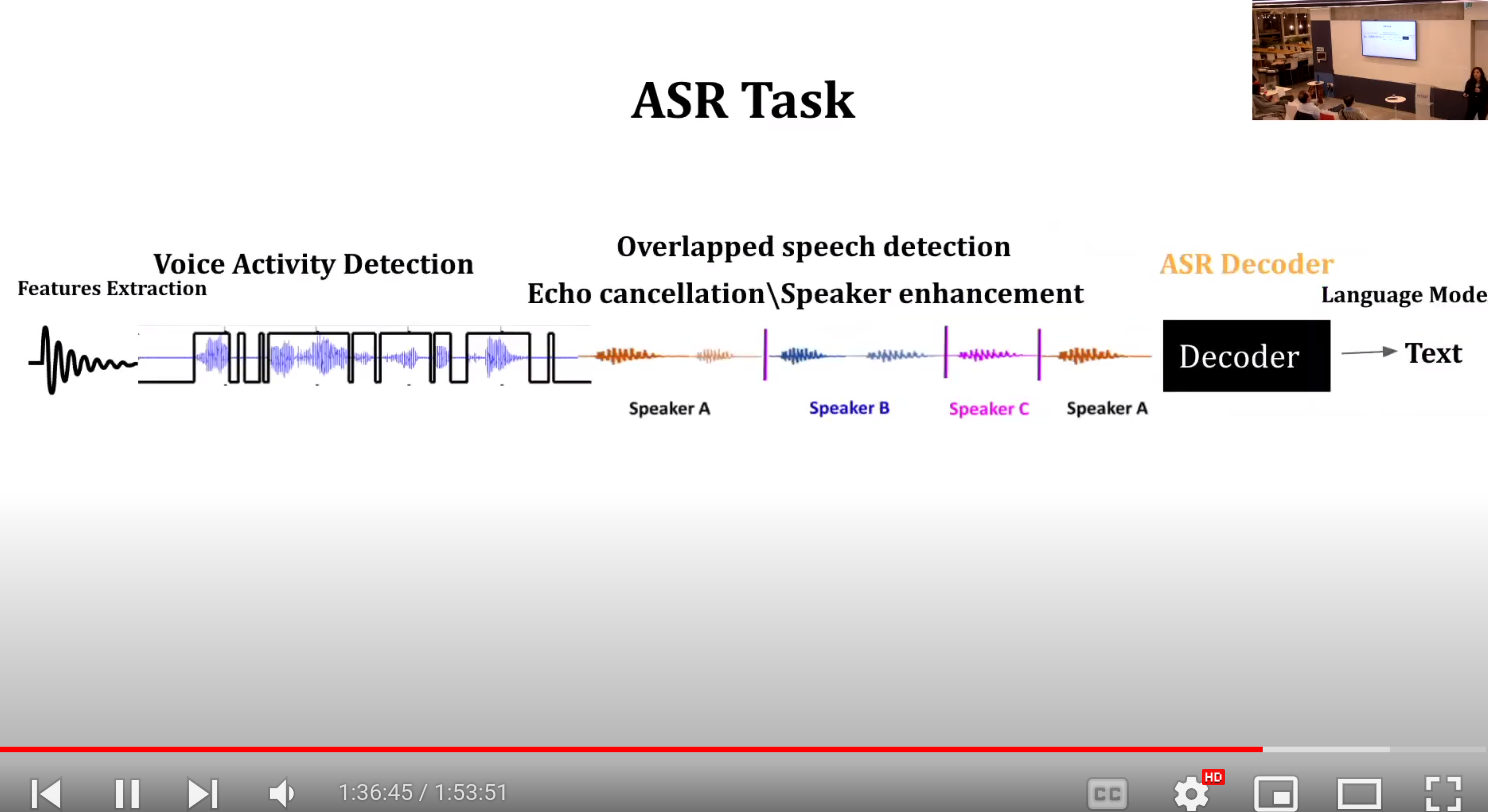 ASR Task
Overlapped speech detection
Voice Activity Detection
ASR Decoder
Features Extraction
Echo cancellation\Speaker enhancement
Language Mode
Decoder
Text
Speaker A
Speaker B
Speaker C
Speaker A
1:36:45 / 1:53:51
CC
HD